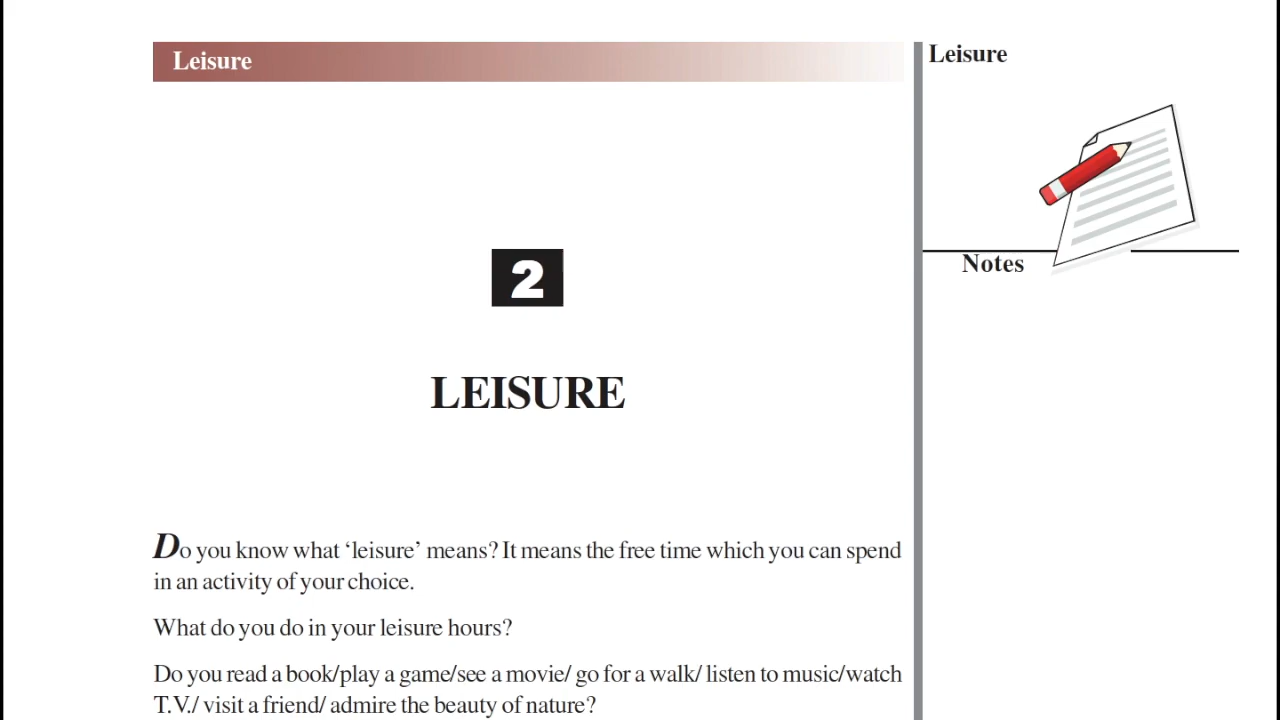 Leisure
Leisure
Notes
2
LEISURE
Do you know what ‘leisure’ means? It means the free time which you can spend
in an activity of your choice.
What do you do in your leisure hours?
Do you read a book/play a game/see a movie/ go for a walk/ listen to music/watch
T.V./ visit a friend/ admire the beauty of nature?